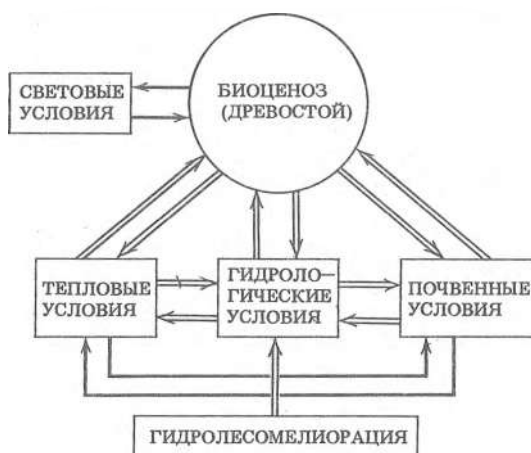 СВЕТОВЫЕ
УСЛОВИЯ
БИОЦЕНОЗ
(ДРЕВОСТОЙ)
ТЕПЛОВЫЕ
УСЛОВИЯ
ГИДРОЛО-
ГИЧЕСКИЕ
УСЛОВИЯ
ПОЧВЕННЫЕ
УСЛОВИЯ
ГИДРОЛЕСОМЕЛИОРАЦИЯ